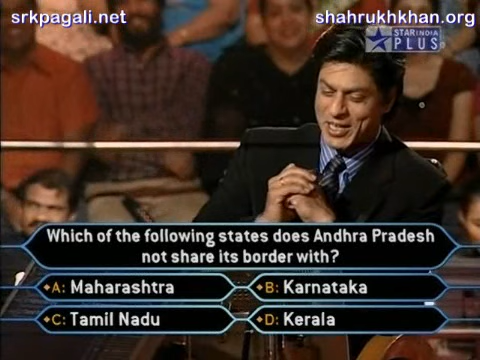 srkpagali.net
shahrukhkhan.org
STAR INDIA
PLUS
Which of the following states does Andhra Pradesh
not share its border with?
A: Maharashtra
B: Karnataka
C: Tamil Nadu
D: Kerala